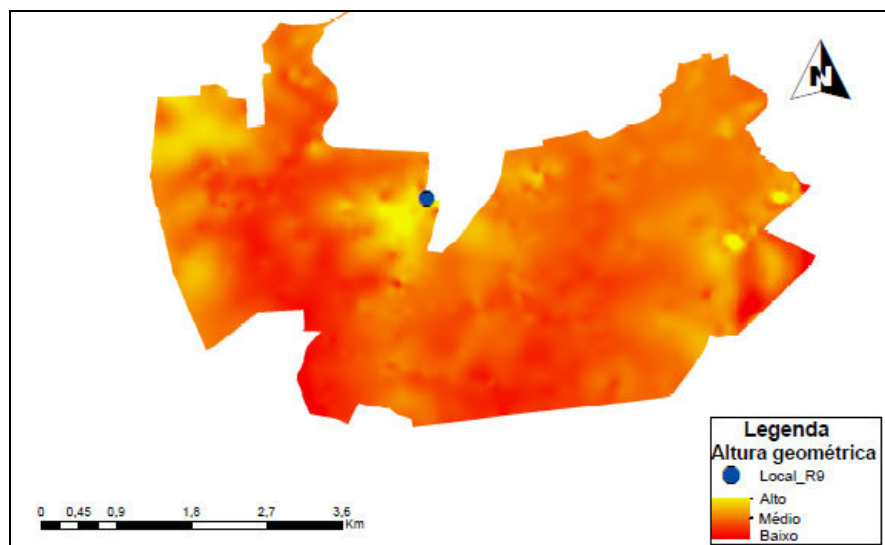 N
Legenda
Altura geométrica
Local_R9
Alto
Médio
Baixo
0 0,45 0,9 1,8 2,7 3,6
Km